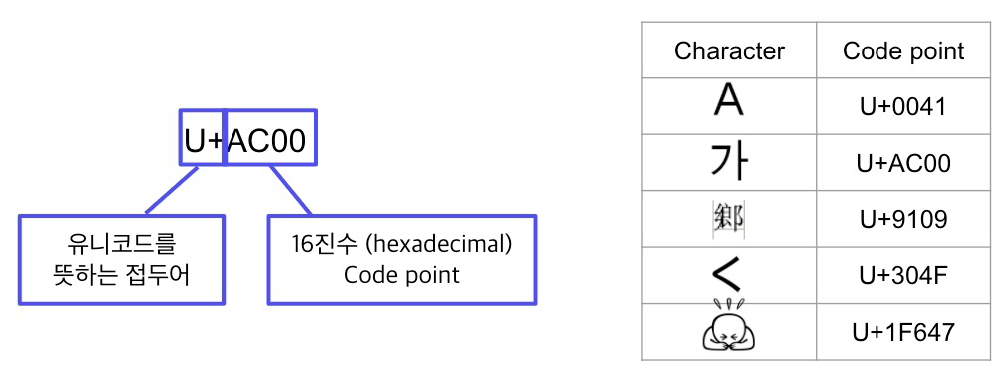 U+AC00
유니코드를
뜻하는 접두어
16진수 (hexadecimal)
Code point
Character Code point
A U+0041
가 U+AC00
鄉 U+9109
く U+304F
🙇 U+1F647